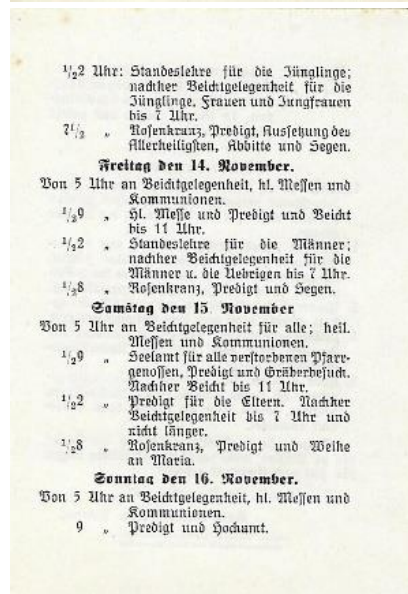 ½2 Uhr: Standeslehre für die Jünglinge;
nachher Beichtgelegenheit für die
Jünglinge, Frauen und Jungfrauen
bis 7 Uhr.
7½ „ Rosenkranz, Predigt, Aussetzung des
Allerheiligsten, Abbitte und Segen.
Freitag den 14. November.
Von 5 Uhr an Beichtgelegenheit, hl. Messen und
Kommunionen.
½9 „ Hl. Messe und Predigt und Beicht
bis 11 Uhr.
½2 „ Standeslehre für die Männer;
nachher Beichtgelegenheit für die
Männer u. die Uebrigen bis 7 Uhr.
½8 „ Rosenkranz, Predigt und Segen.
Samstag den 15. November
Von 5 Uhr an Beichtgelegenheit für alle; heil.
Messen und Kommunionen.
½9 „ Seelamt für alle verstorbenen Pfarr-
genossen, Predigt und Gräberbesuch.
Nachher Beicht bis 11 Uhr.
½2 „ Predigt für die Eltern. Nachher
Beichtgelegenheit bis 7 Uhr und
nicht länger.
½8 „ Rosenkranz, Predigt und Weihe
an Maria.
Sonntag den 16. November.
Von 5 Uhr an Beichtgelegenheit, hl. Messen und
Kommunionen.
9 „ Predigt und Hochamt.